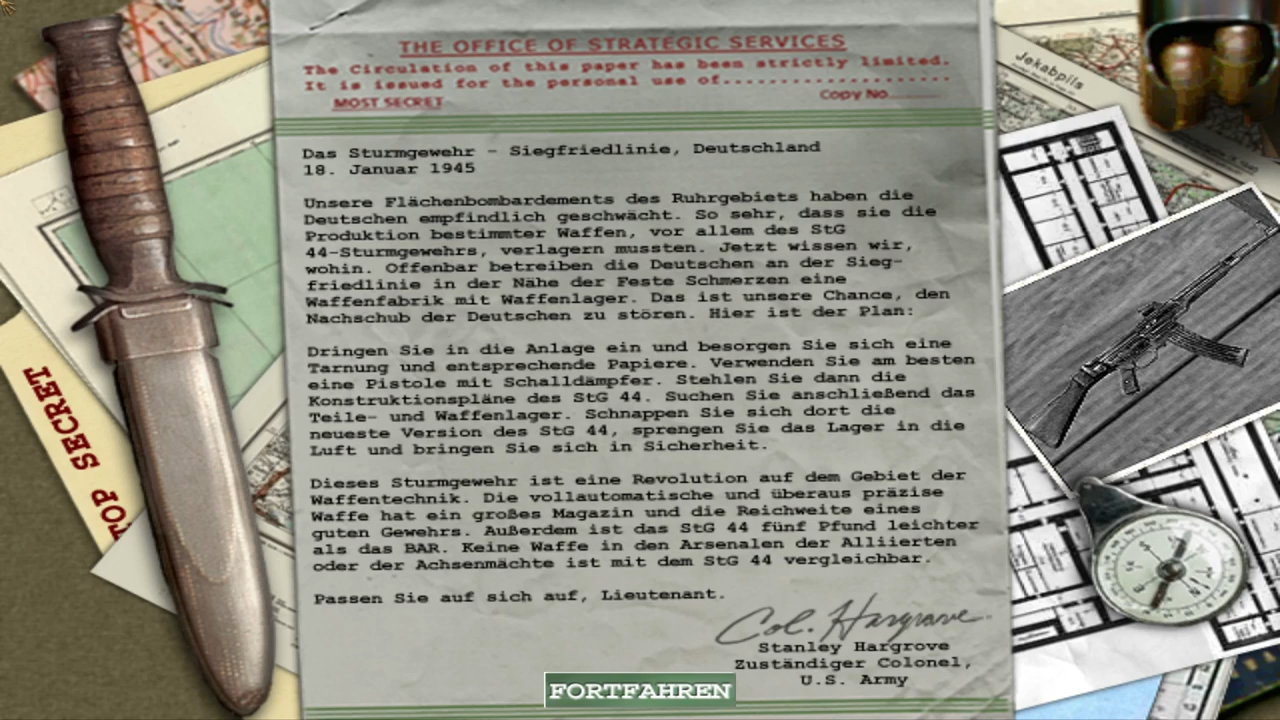 THE OFFICE OF STRATEGIC SERVICES
The Circulation of this paper has been strictly limited.
It is issued for the personal use of.....................
MOST SECRET
Copy No.......
Das Sturmgewehr - Siegfriedlinie, Deutschland
18. Januar 1945
Unsere Flächenbombardements des Ruhrgebiets haben die
Deutschen empfindlich geschwächt. So sehr, dass sie die
Produktion bestimmter Waffen, vor allem des StG
44-Sturmgewehrs, verlagern mussten. Jetzt wissen wir,
wohin. Offenbar betreiben die Deutschen an der Sieg-
friedlinie in der Nähe der Feste Schmerzen eine
Waffenfabrik mit Waffenlager. Das ist unsere Chance, den
Nachschub der Deutschen zu stören. Hier ist der Plan:
Dringen Sie in die Anlage ein und besorgen Sie sich eine
Tarnung und entsprechende Papiere. Verwenden Sie am besten
eine Pistole mit Schalldämpfer. Stehlen Sie dann die
Konstruktionspläne des StG 44. Suchen Sie anschließend das
Teile- und Waffenlager. Schnappen Sie sich dort die
neueste Version des StG 44, sprengen Sie das Lager in die
Luft und bringen Sie sich in Sicherheit.
Dieses Sturmgewehr ist eine Revolution auf dem Gebiet der
Waffentechnik. Die vollautomatische und überaus präzise
Waffe hat ein großes Magazin und die Reichweite eines
guten Gewehrs. Außerdem ist das StG 44 fünf Pfund leichter
als das BAR. Keine Waffe in den Arsenalen der Alliierten
oder der Achsenmächte ist mit dem StG 44 vergleichbar.
Passen Sie auf sich auf, Lieutenant.
Col. Hargrave
Stanley Hargrove
Zuständiger Colonel,
U.S. Army
FORTFAHREN
TOP SECRET
Jekabpils